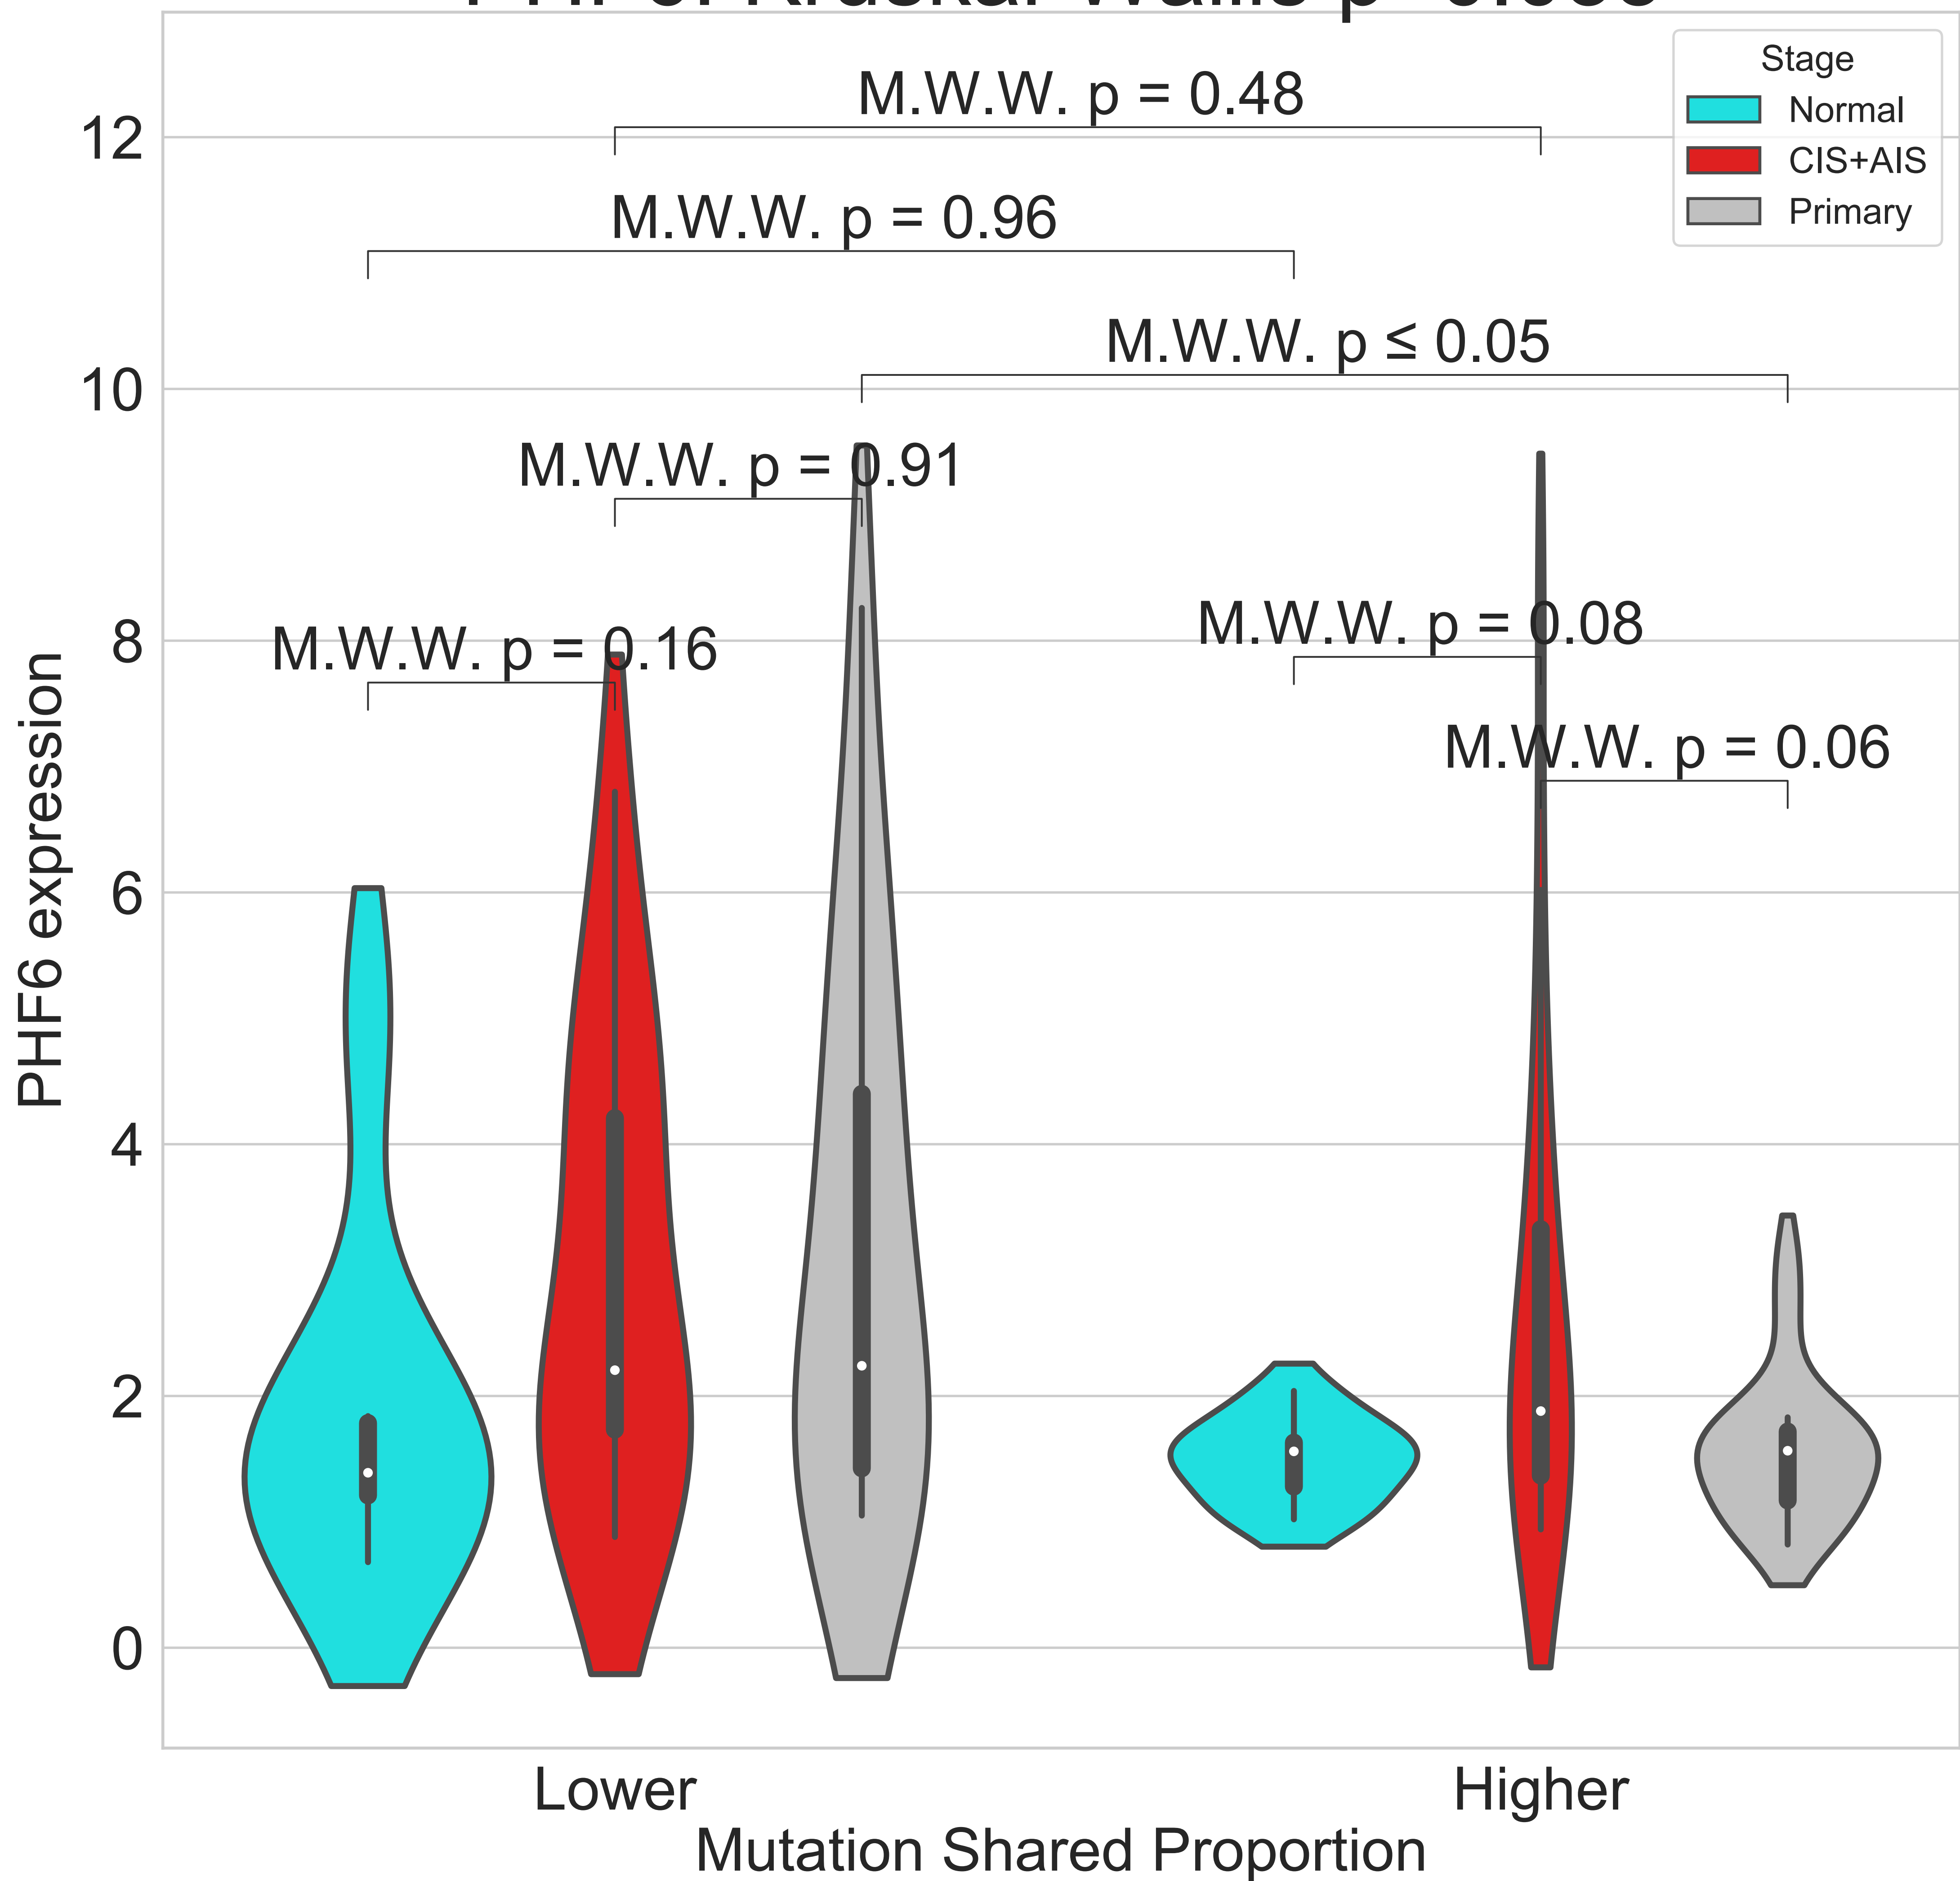 Stage
Normal
CIS+AIS
Primary
M.W.W. p = 0.48
M.W.W. p = 0.96
M.W.W. p ≤ 0.05
M.W.W. p = 0.91
M.W.W. p = 0.16
M.W.W. p = 0.08
M.W.W. p = 0.06
12
10
8
6
4
2
0
PHF6 expression
Lower
Higher
Mutation Shared Proportion